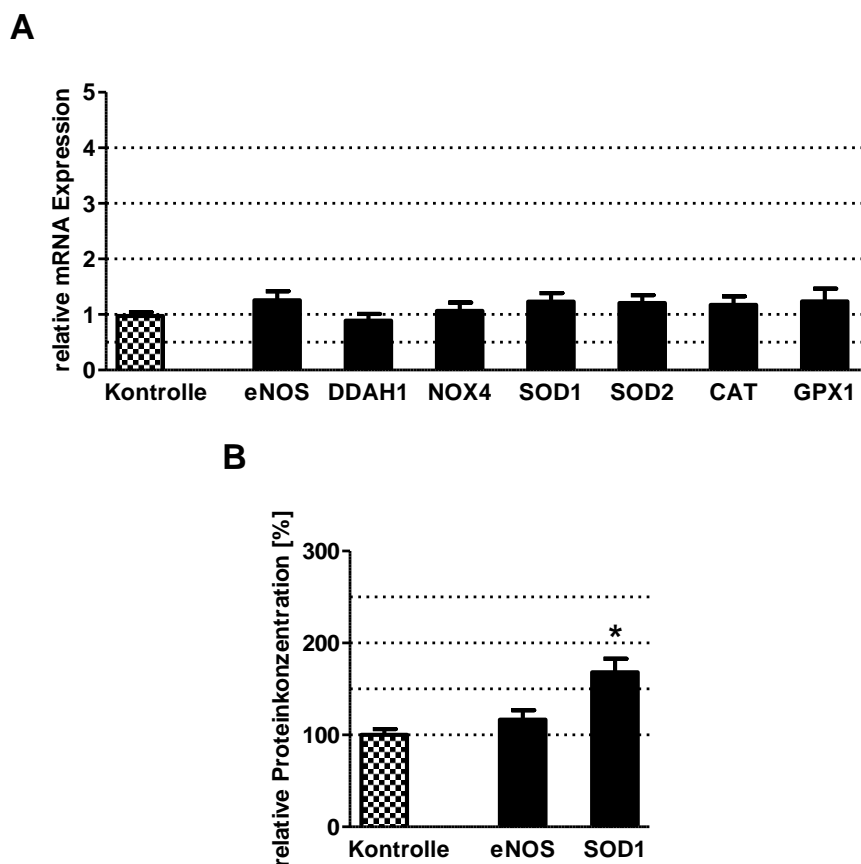 A
relative mRNA Expression
5
4
3
2
1
0
Kontrolle eNOS DDAH1 NOX4 SOD1 SOD2 CAT GPX1
B
relative Proteinkonzentration [%]
300
200
100
0
*
Kontrolle eNOS SOD1